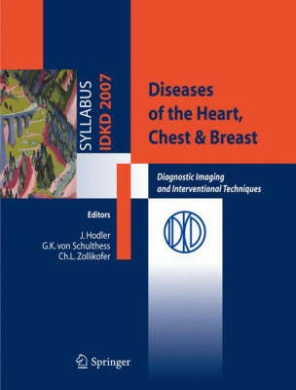 SYLLABUS
IDKD 2007
Diseases
of the Heart,
Chest & Breast
Diagnostic Imaging
and Interventional Techniques
Editors
J. Hodler
G.K. von Schulthess
Ch.L. Zollikofer
IDKD
Springer